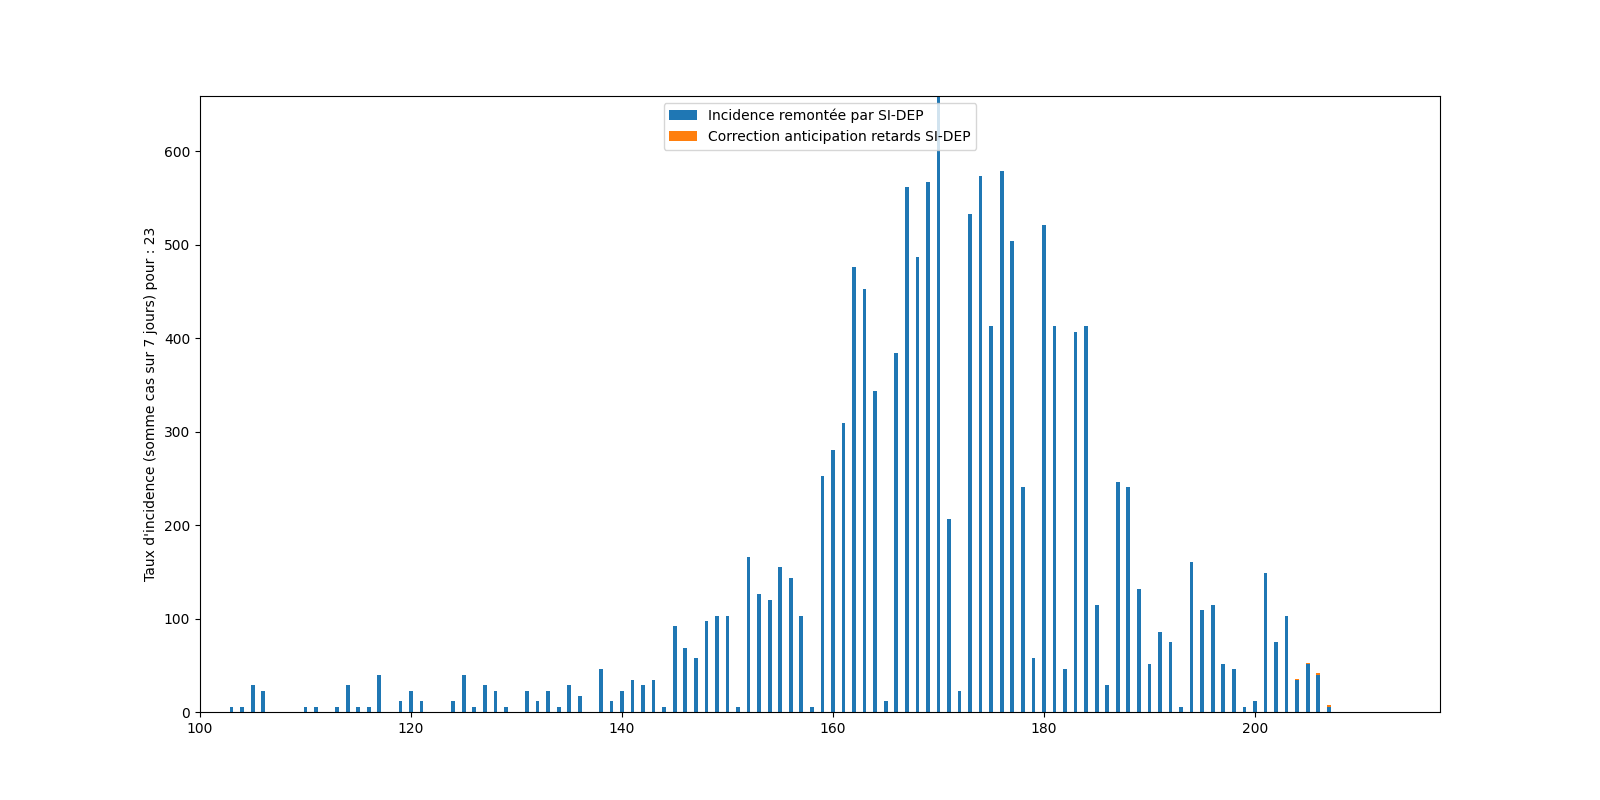 Incidence remontée par SI-DEP
Correction anticipation retards SI-DEP
Taux d'incidence (somme cas sur 7 jours) pour : 23
600
500
400
300
200
100
0
100 120 140 160 180 200